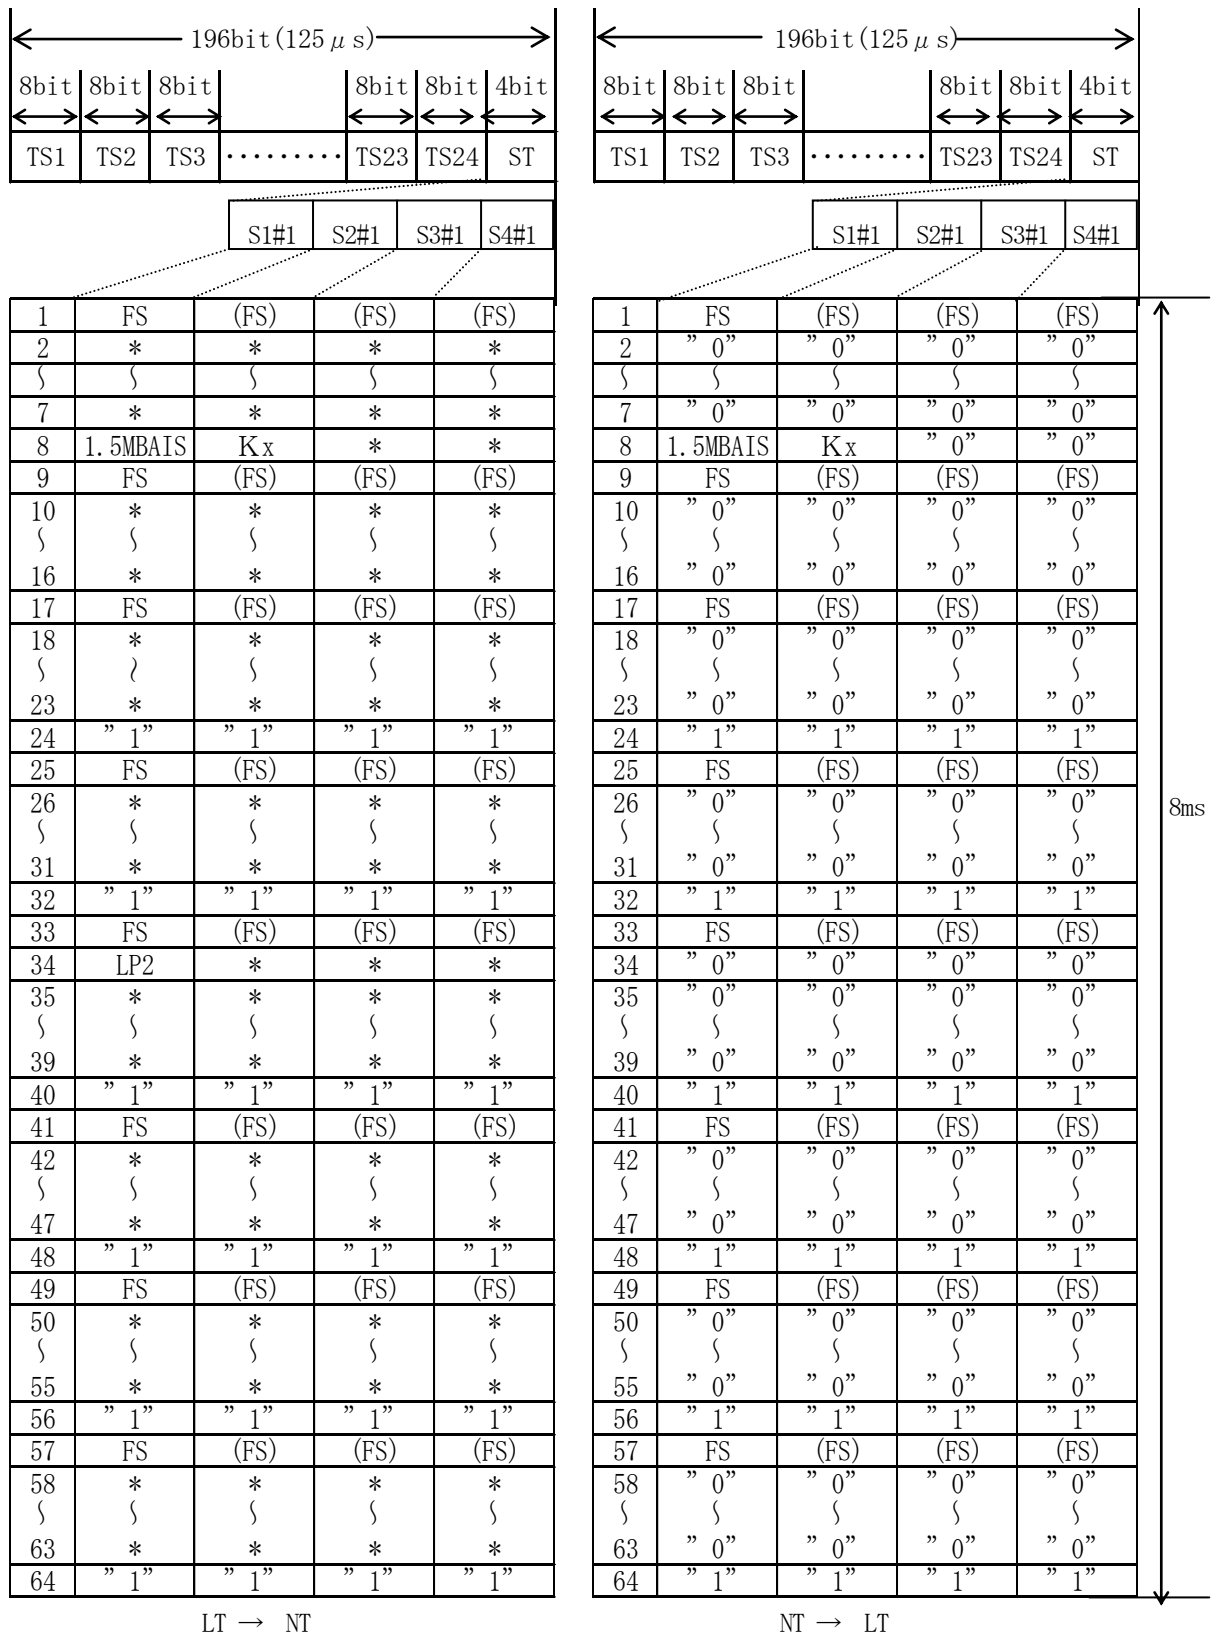 196bit(125μs) 196bit(125μs)
8bit 8bit 8bit 8bit 8bit 4bit 8bit 8bit 8bit 8bit 8bit 4bit
TS1 TS2 TS3 ········· TS23 TS24 ST TS1 TS2 TS3 ········· TS23 TS24 ST
S1#1 S2#1 S3#1 S4#1 S1#1 S2#1 S3#1 S4#1
1 FS (FS) (FS) (FS) 1 FS (FS) (FS) (FS)
2 * * * * 2 ”0” ”0” ”0” ”0”
~ ~ ~ ~ ~ ~ ~ ~ ~ ~
7 * * * * 7 ”0” ”0” ”0” ”0”
8 1.5MBAIS Kx * * 8 1.5MBAIS Kx ”0” ”0”
9 FS (FS) (FS) (FS) 9 FS (FS) (FS) (FS)
10 * * * * 10 ”0” ”0” ”0” ”0”
~ ~ ~ ~ ~ ~ ~ ~ ~ ~
16 * * * * 16 ”0” ”0” ”0” ”0”
17 FS (FS) (FS) (FS) 17 FS (FS) (FS) (FS)
18 * * * * 18 ”0” ”0” ”0” ”0”
~ ~ ~ ~ ~ ~ ~ ~ ~ ~
23 * * * * 23 ”0” ”0” ”0” ”0”
24 ”1” ”1” ”1” ”1” 24 ”1” ”1” ”1” ”1”
25 FS (FS) (FS) (FS) 25 FS (FS) (FS) (FS)
26 * * * * 26 ”0” ”0” ”0” ”0” 8ms
~ ~ ~ ~ ~ ~ ~ ~ ~ ~
31 * * * * 31 ”0” ”0” ”0” ”0”
32 ”1” ”1” ”1” ”1” 32 ”1” ”1” ”1” ”1”
33 FS (FS) (FS) (FS) 33 FS (FS) (FS) (FS)
34 LP2 * * * 34 ”0” ”0” ”0” ”0”
35 * * * * 35 ”0” ”0” ”0” ”0”
~ ~ ~ ~ ~ ~ ~ ~ ~ ~
39 * * * * 39 ”0” ”0” ”0” ”0”
40 ”1” ”1” ”1” ”1” 40 ”1” ”1” ”1” ”1”
41 FS (FS) (FS) (FS) 41 FS (FS) (FS) (FS)
42 * * * * 42 ”0” ”0” ”0” ”0”
~ ~ ~ ~ ~ ~ ~ ~ ~ ~
47 * * * * 47 ”0” ”0” ”0” ”0”
48 ”1” ”1” ”1” ”1” 48 ”1” ”1” ”1” ”1”
49 FS (FS) (FS) (FS) 49 FS (FS) (FS) (FS)
50 * * * * 50 ”0” ”0” ”0” ”0”
~ ~ ~ ~ ~ ~ ~ ~ ~ ~
55 * * * * 55 ”0” ”0” ”0” ”0”
56 ”1” ”1” ”1” ”1” 56 ”1” ”1” ”1” ”1”
57 FS (FS) (FS) (FS) 57 FS (FS) (FS) (FS)
58 * * * * 58 ”0” ”0” ”0” ”0”
~ ~ ~ ~ ~ ~ ~ ~ ~ ~
63 * * * * 63 ”0” ”0” ”0” ”0”
64 ”1” ”1” ”1” ”1” 64 ”1” ”1” ”1” ”1”
LT → NT NT → LT